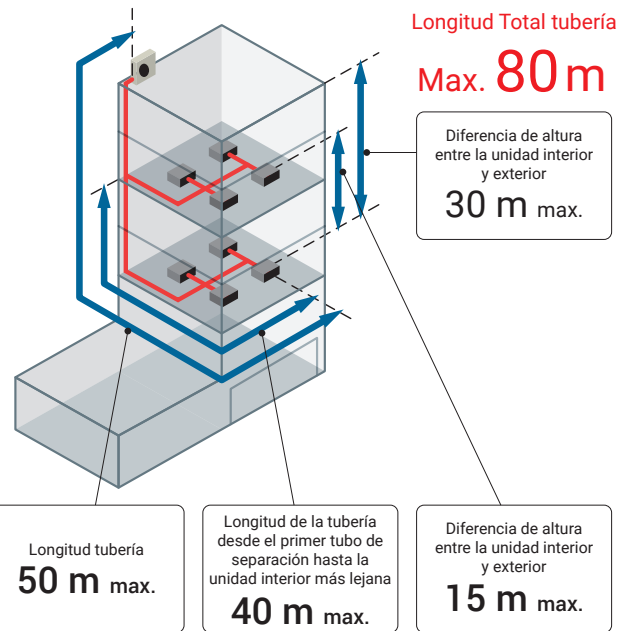 Longitud Total tubería
Max. 80 m
Diferencia de altura
entre la unidad interior
y exterior
30 m max.
Longitud tubería
50 m max.
Longitud de la tubería
desde el primer tubo de
separación hasta la
unidad interior más lejana
40 m max.
Diferencia de altura
entre la unidad interior
y exterior
15 m max.